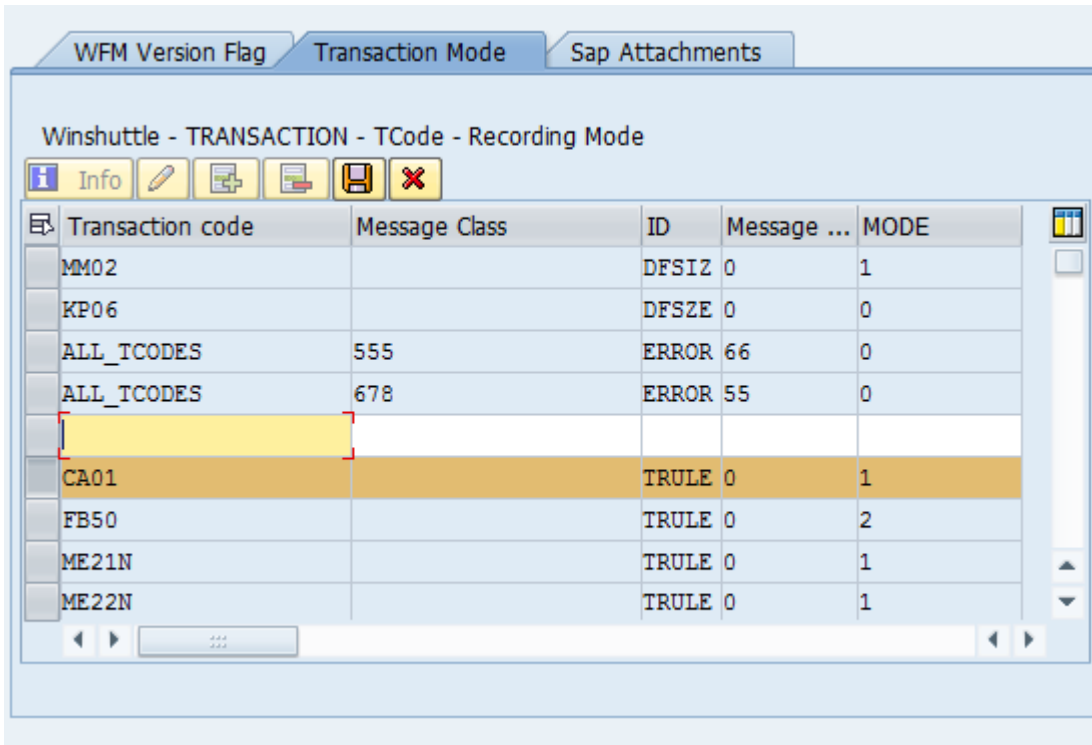 WFM Version Flag Transaction Mode Sap Attachments
Winshuttle - TRANSACTION - TCode - Recording Mode
Info
Transaction code Message Class ID Message ... MODE
MM02 DFSIZ 0 1
KP06 DFSZE 0 0
ALL_TCODES 555 ERROR 66 0
ALL_TCODES 678 ERROR 55 0
CA01 TRULE 0 1
FB50 TRULE 0 2
ME21N TRULE 0 1
ME22N TRULE 0 1